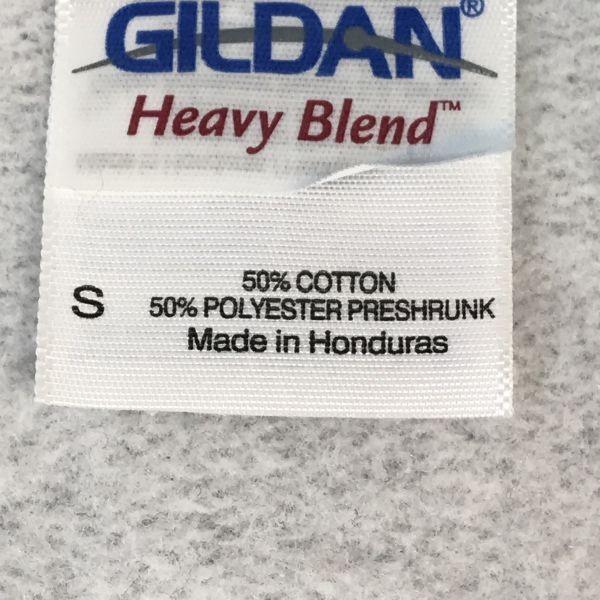 GILDAN®
Heavy Blend™
S
50% COTTON
50% POLYESTER PRESHRUNK
Made in Honduras